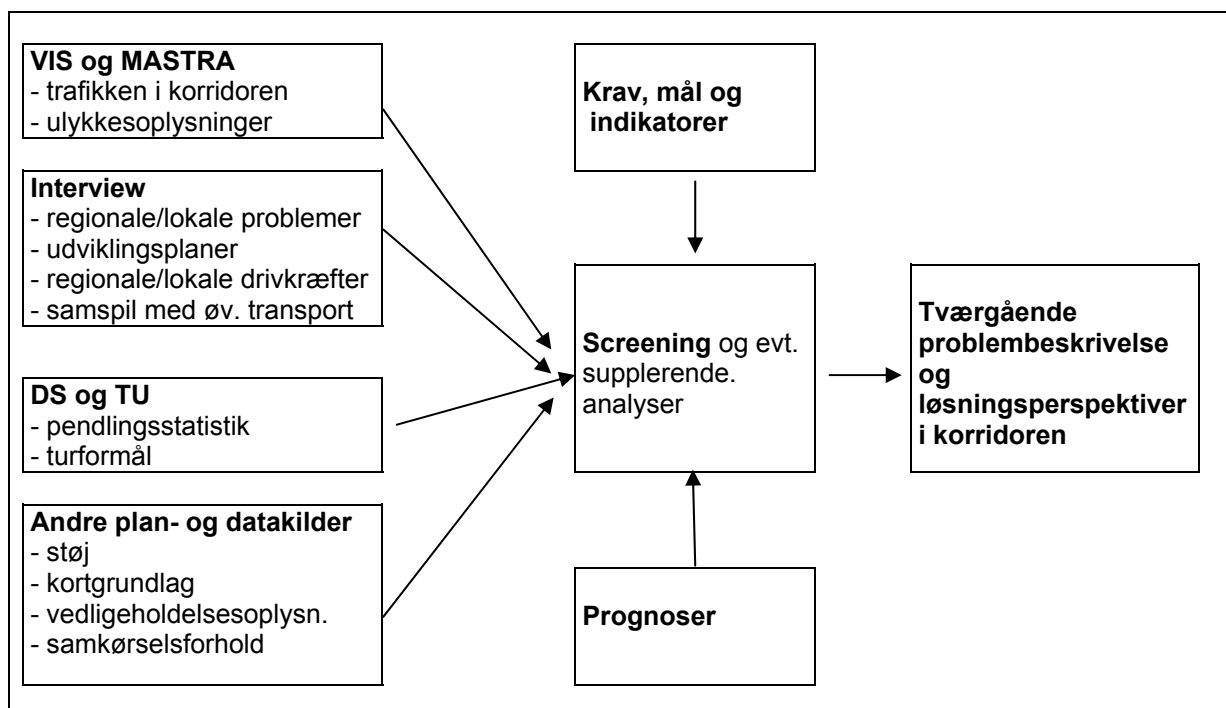 VIS og MASTRA
- trafikken i korridoren
- ulykkesoplysninger
Interview
- regionale/lokale problemer
- udviklingsplaner
- regionale/lokale drivkræfter
- samspil med øv. transport
DS og TU
- pendlingsstatistik
- turformål
Andre plan- og datakilder
- støj
- kortgrundlag
- vedligeholdelsesoplysn.
- samkørselsforhold
Krav, mål og
indikatorer
Screening og evt.
supplerende.
analyser
Prognoser
Tværgående
problembeskrivelse
og
løsningsperspektiver
i korridoren